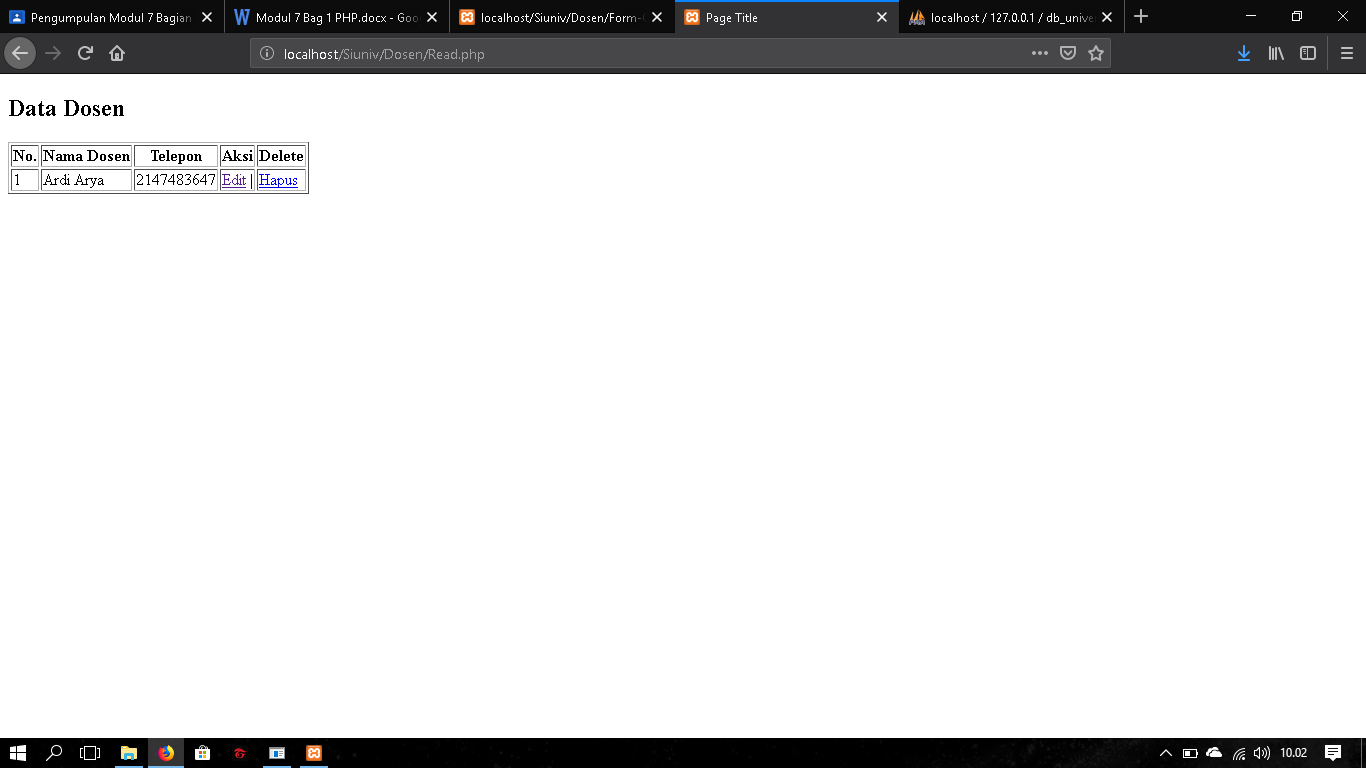 Pengumpulan Modul 7 Bagian
Modul 7 Bag 1 PHP.docx - Goo
localhost/Siuniv/Dosen/Form-
Page Title
localhost / 127.0.0.1 / db_unive
localhost/Siuniv/Dosen/Read.php
Data Dosen
No. Nama Dosen Telepon Aksi Delete
1 Ardi Arya 2147483647 Edit | Hapus
10.02